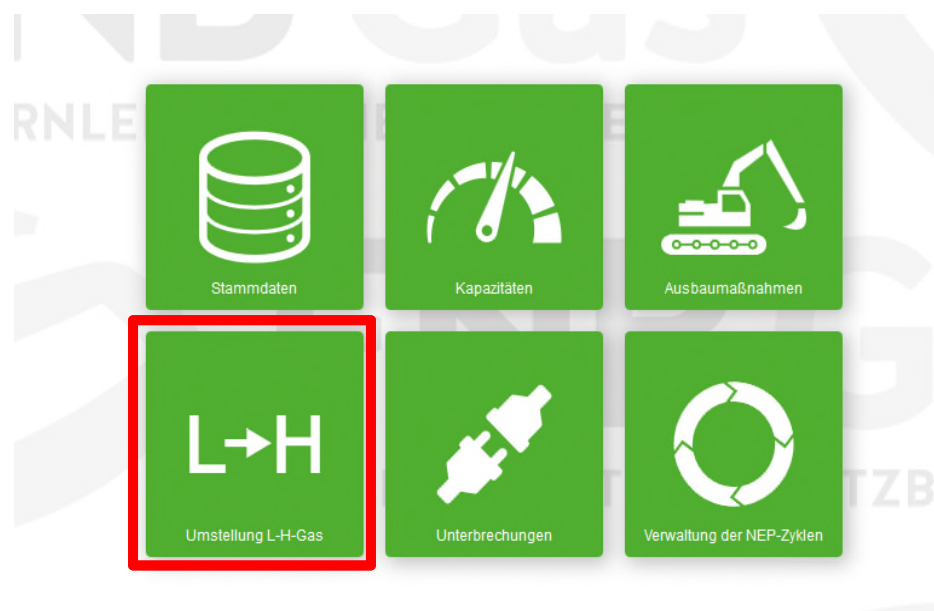 Stammdaten
Kapazitäten
Ausbaumaßnahmen
L→H
Umstellung L-H-Gas
Unterbrechungen
Verwaltung der NEP-Zyklen